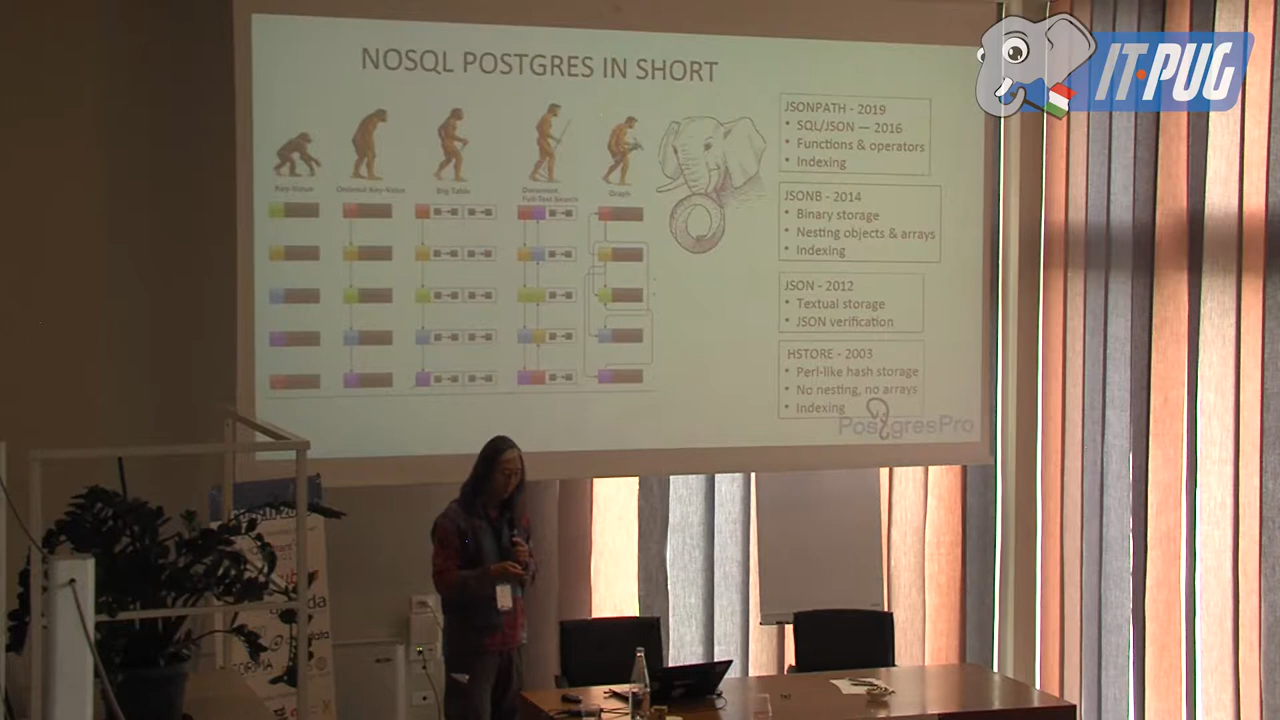 NOSQL POSTGRES IN SHORT
Key-Value
Ordered Key-Value
Big Table
Document,
Full-Text Search
Graph
JSONPATH - 2019
• SQL/JSON — 2016
• Functions & operators
• Indexing
JSONB - 2014
• Binary storage
• Nesting objects & arrays
• Indexing
JSON - 2012
• Textual storage
• JSON verification
HSTORE - 2003
• Perl-like hash storage
• No nesting, no arrays
• Indexing
PostgresPro
IT·PUG